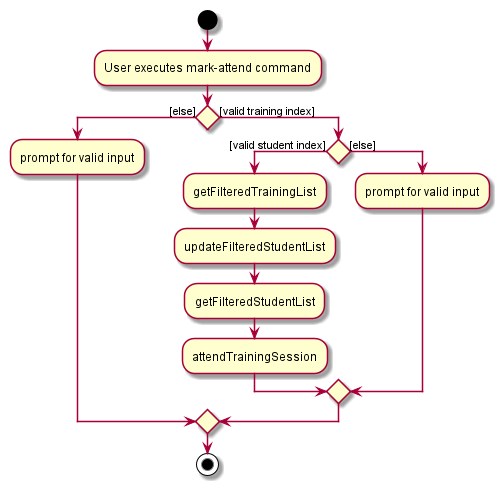 User executes mark-attend command
[else]
[valid training index]
prompt for valid input
[valid student index]
[else]
getFilteredTrainingList
prompt for valid input
updateFilteredStudentList
getFilteredStudentList
attendTrainingSession